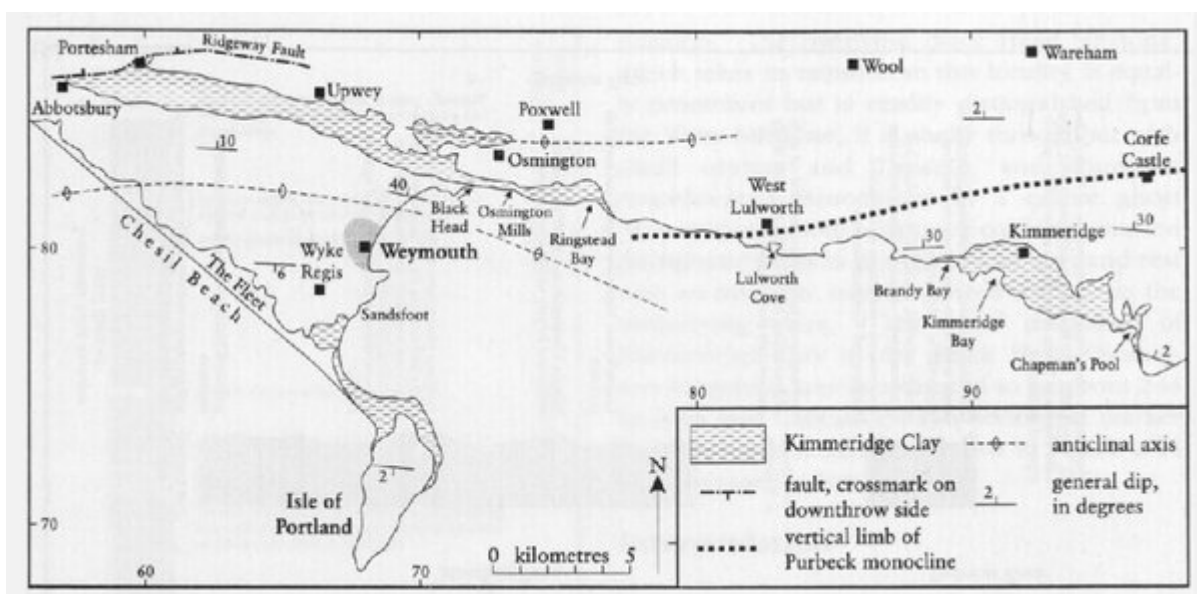 Portesham
Ridgeway Fault
Abbotsbury
Upwey
Poxwell
Wool
Wareham
2
Corfe
Castle
10
Osmington
40
Black
Head
Osmington
Mills
Ringstead
Bay
West
Lulworth
Lulworth
Cove
30
Kimmeridge
30
Brandy Bay
Kimmeridge
Bay
Chapman's Pool
2
80
Wyke
Regis
Weymouth
6
The Fleet
Chesil Beach
Sandsfoot
2
Isle of
Portland
70
60
70
80
90
N
0 kilometres 5
Kimmeridge Clay
fault, crossmark on
downthrow side
vertical limb of
Purbeck monocline
anticlinal axis
2
general dip,
in degrees